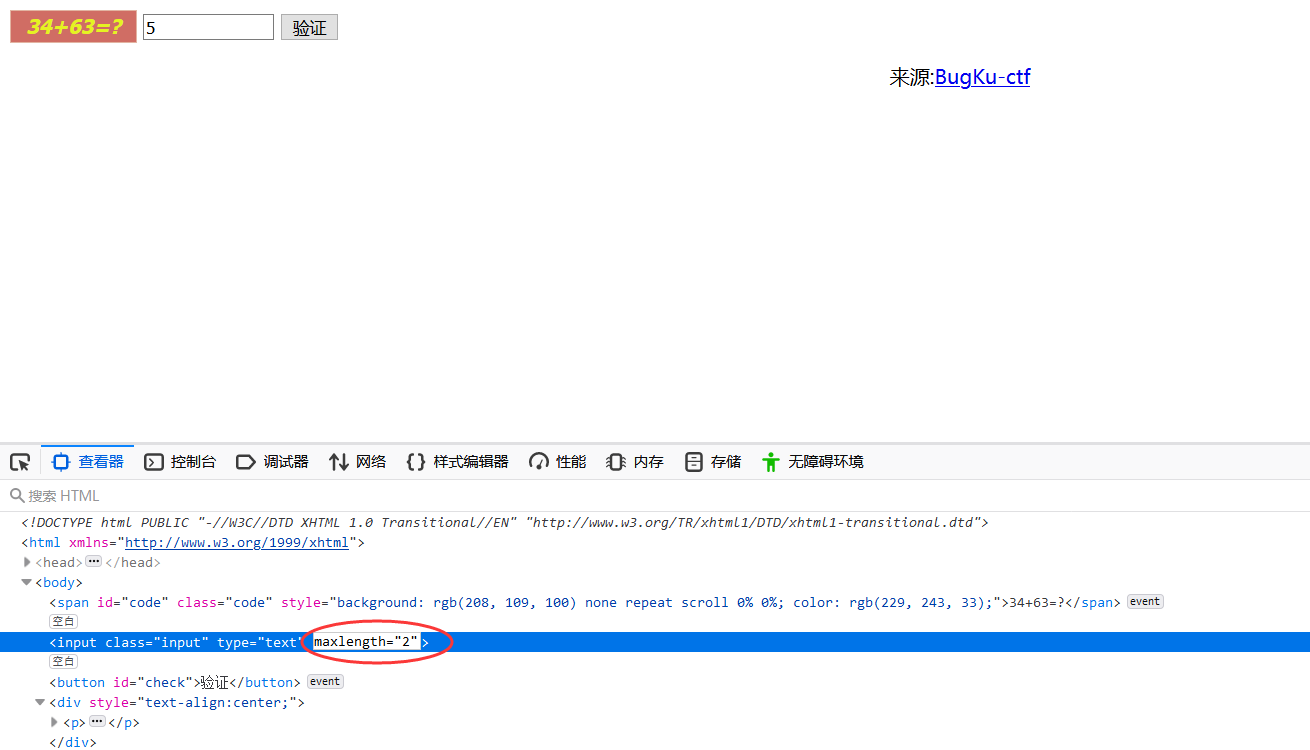 34+63=? 5 验证
来源:BugKu-ctf
查看器 控制台 调试器 网络 样式编辑器 性能 内存 存储 无障碍环境
搜索 HTML
<!DOCTYPE html PUBLIC "-//W3C//DTD XHTML 1.0 Transitional//EN" "http://www.w3.org/TR/xhtml1/DTD/xhtml1-transitional.dtd">
<html xmlns="http://www.w3.org/1999/xhtml">
<head>···</head>
<body>
<span id="code" class="code" style="background: rgb(208, 109, 100) none repeat scroll 0% 0%; color: rgb(229, 243, 33);">34+63=?</span> event
空白
<input class="input" type="text" maxlength="2">
空白
<button id="check">验证</button> event
<div style="text-align:center;">
<p>···</p>
</div>